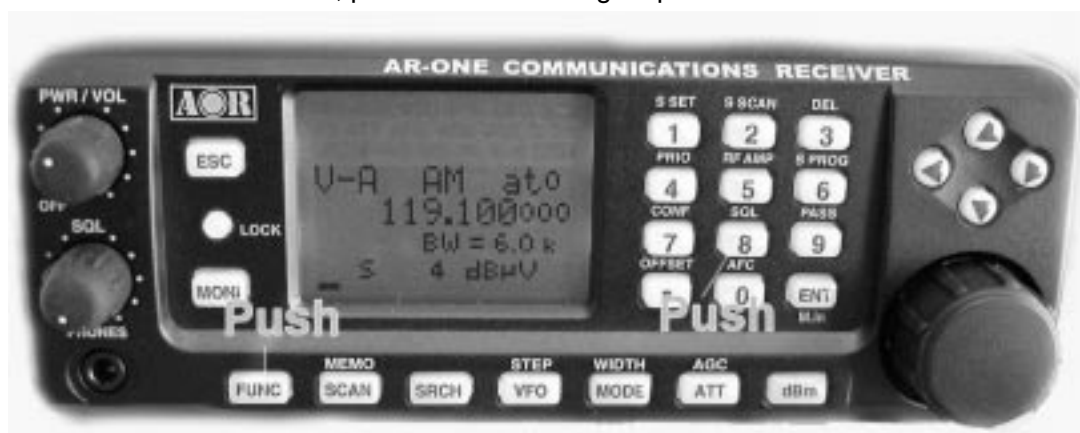 AR-ONE COMMUNICATIONS RECEIVER
PWR / VOL
AOR
S SET S SCAN DEL
1 2 3
ESC
PRIO RF AMP S PROG
V-A AM ato
4 5 6
OFF
119.100000
CONF SQL PASS
SQL
LOCK
BW = 6.0 k
7 8 9
OFFSET AFC
S 4 dBµV
MONI
0 ENT
M.IN
Push Push
PHONES
MEMO STEP WIDTH AGC
FUNC SCAN SRCH VFO MODE ATT dBm